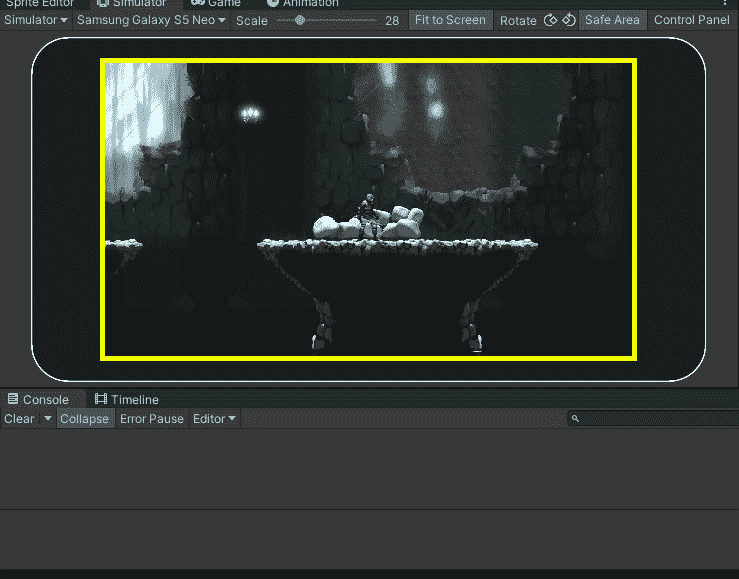 Sprite Editor Simulator Game Animation
Simulator Samsung Galaxy S5 Neo Scale 28 Fit to Screen Rotate Safe Area Control Panel
Console Timeline
Clear Collapse Error Pause Editor